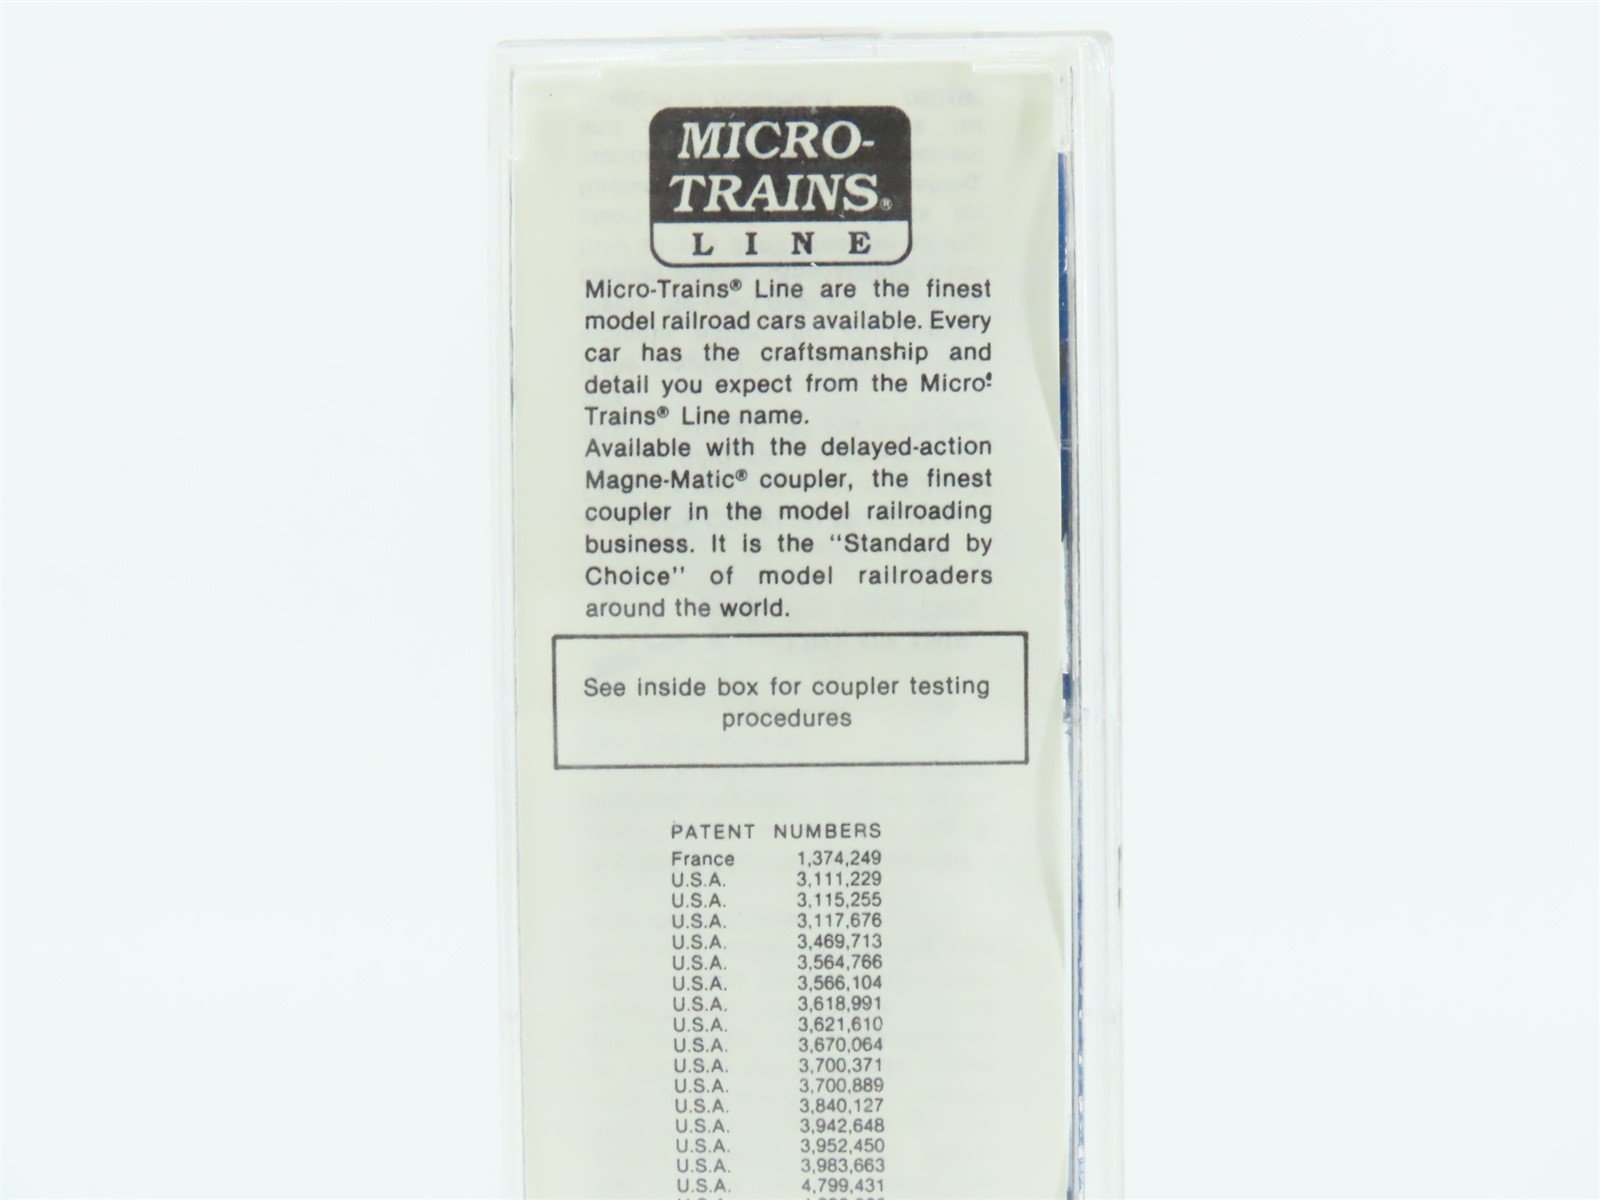 MICRO-
TRAINS®
LINE
Micro-Trains® Line are the finest
model railroad cars available. Every
car has the craftsmanship and
detail you expect from the Micro-
Trains® Line name.
Available with the delayed-action
Magne-Matic® coupler, the finest
coupler in the model railroading
business. It is the "Standard by
Choice" of model railroaders
around the world.
See inside box for coupler testing
procedures
PATENT NUMBERS
France 1,374,249
U.S.A. 3,111,229
U.S.A. 3,115,255
U.S.A. 3,117,676
U.S.A. 3,469,713
U.S.A. 3,564,766
U.S.A. 3,566,104
U.S.A. 3,618,991
U.S.A. 3,621,610
U.S.A. 3,670,064
U.S.A. 3,700,371
U.S.A. 3,700,889
U.S.A. 3,840,127
U.S.A. 3,942,648
U.S.A. 3,952,450
U.S.A. 3,983,663
U.S.A. 4,799,431